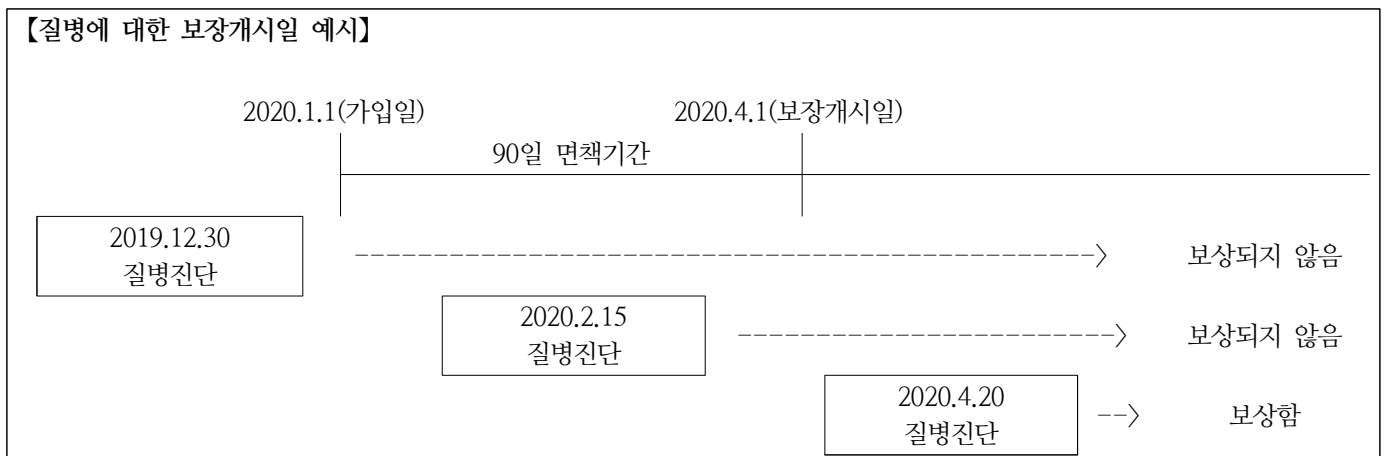 【질병에 대한 보장개시일 예시】
2020.1.1(가입일) 2020.4.1(보장개시일)
90일 면책기간
2019.12.30
질병진단
보상되지 않음
2020.2.15
질병진단
보상되지 않음
2020.4.20
질병진단
보상함